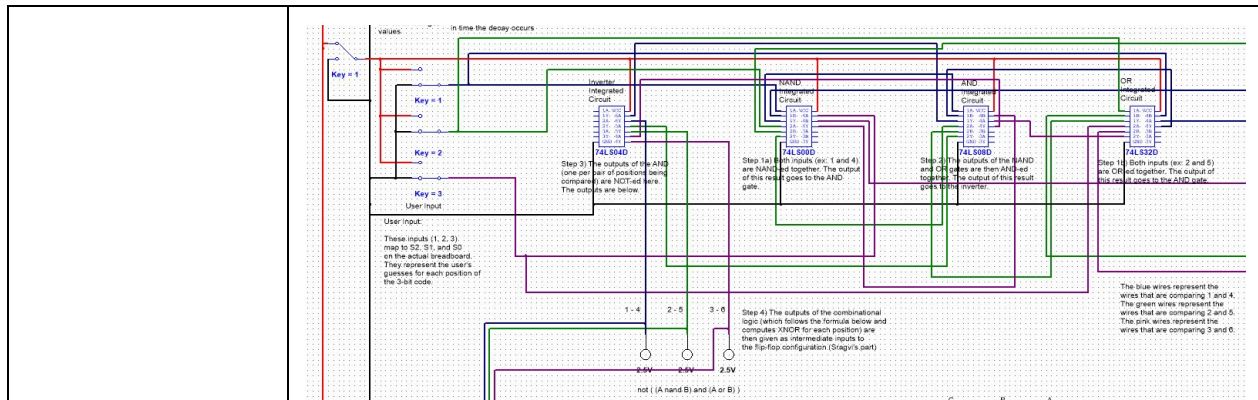 values.
in time the decay occurs
Key = 1
Key = 1
Key = 2
Key = 3
User Input
Inverter
Integrated
Circuit
74LS04D
NAND
Integrated
Circuit
74LS00D
AND
Integrated
Circuit
74LS08D
OR
Integrated
Circuit
74LS32D
Step 3) The outputs of the AND
(one per pair of positions being
compared) are NOT-ed here.
The outputs are below.
Step 1a) Both inputs (ex: 1 and 4)
are NAND-ed together. The output
of this result goes to the AND
gate.
Step 2) The outputs of the NAND
and OR gates are then AND-ed
together. The output of this result
goes to the inverter.
Step 1b) Both inputs (ex: 2 and 5)
are OR-ed together. The output of
this result goes to the AND gate.
User Input:
These inputs (1, 2, 3)
map to S2, S1, and S0
on the actual breadboard.
They represent the user's
guesses for each position of
the 3-bit code.
1 - 4
2 - 5
3 - 6
Step 4) The outputs of the combinational
logic (which follows the formula below and
computes XNOR for each position) are
then given as intermediate inputs to
the flip-flop configuration (Sragvi's part)
2.5V
2.5V
2.5V
not ( (A nand B) and (A or B) )
The blue wires represent the
wires that are comparing 1 and 4.
The green wires represent the
wires that are comparing 2 and 5.
The pink wires represent the
wires that are comparing 3 and 6.